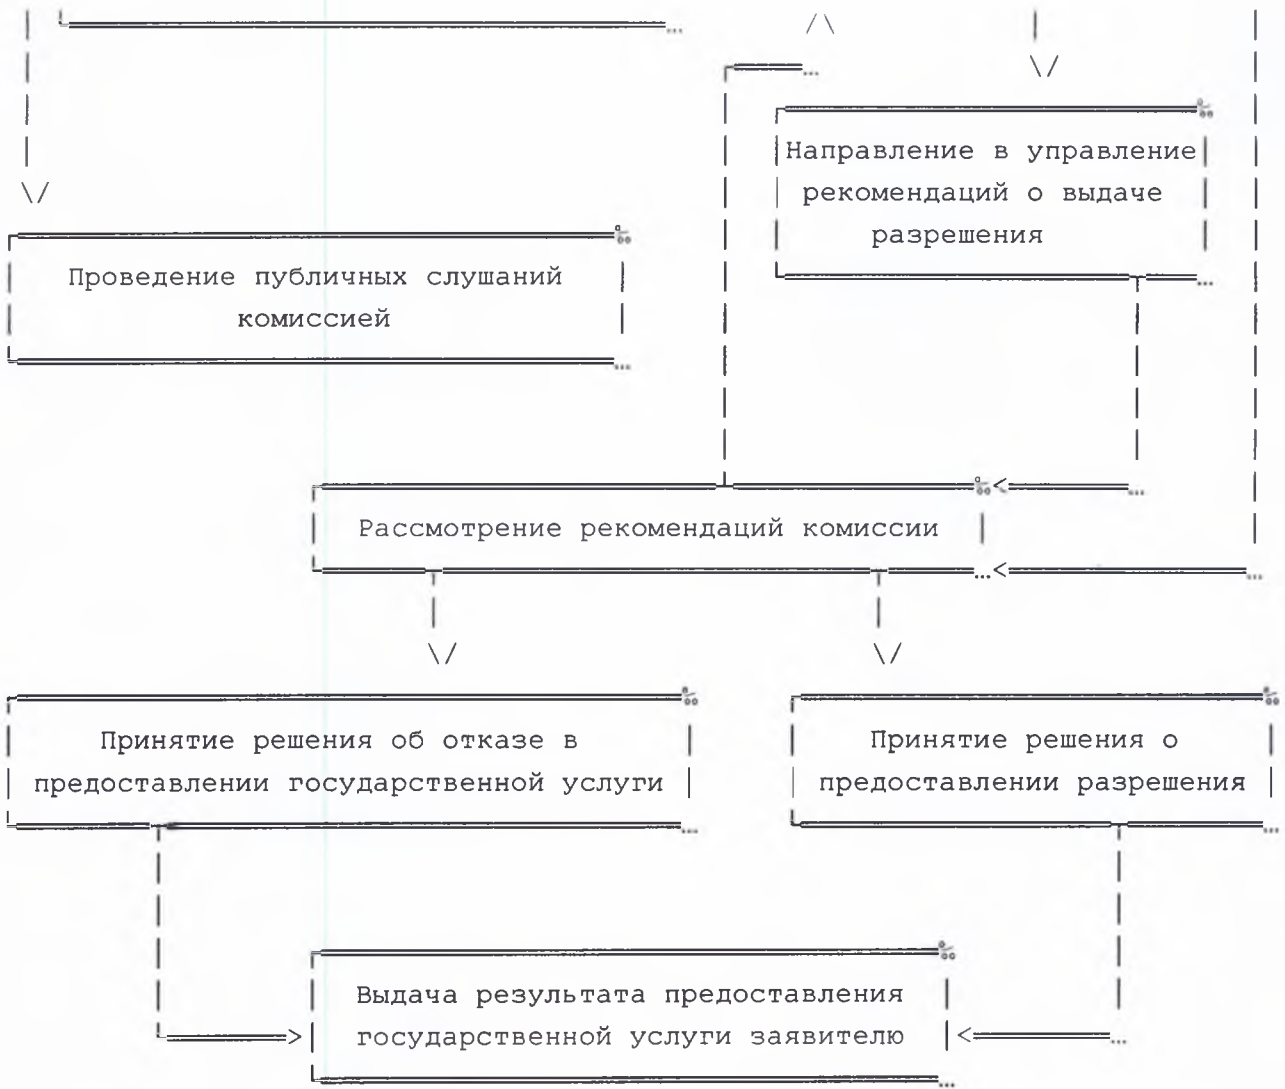 Направление в управление
рекомендаций о выдаче
разрешения
Проведение публичных слушаний
комиссией
Рассмотрение рекомендаций комиссии
Принятие решения об отказе в
предоставлении государственной услуги
Принятие решения о
предоставлении разрешения
Выдача результата предоставления
государственной услуги заявителю